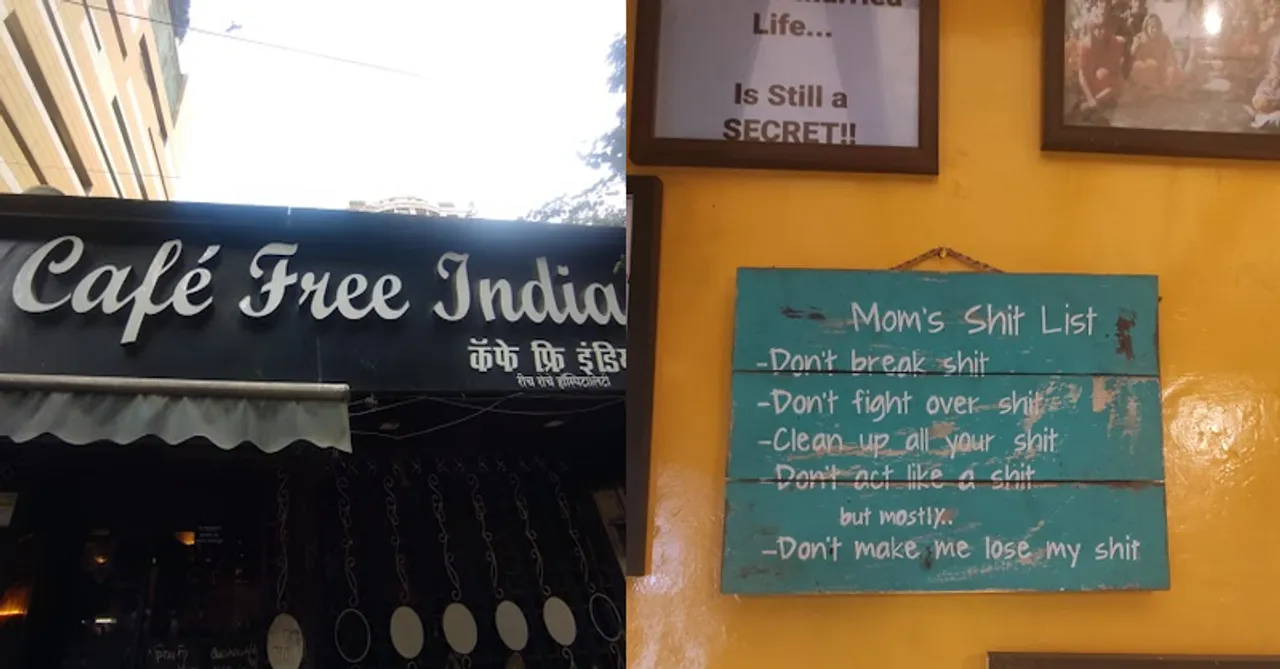 Café Free India
कॅफे फ्रि इंडि
रीच रीचे हॉस्पिटॅलिटी
Life...
Is Still a
SECRET!!
Mom's Shit List
-Don't break shit
-Don't fight over shit
-Clean up all your shit
-Don't act like a shit
but mostly..
-Don't make me lose my shit